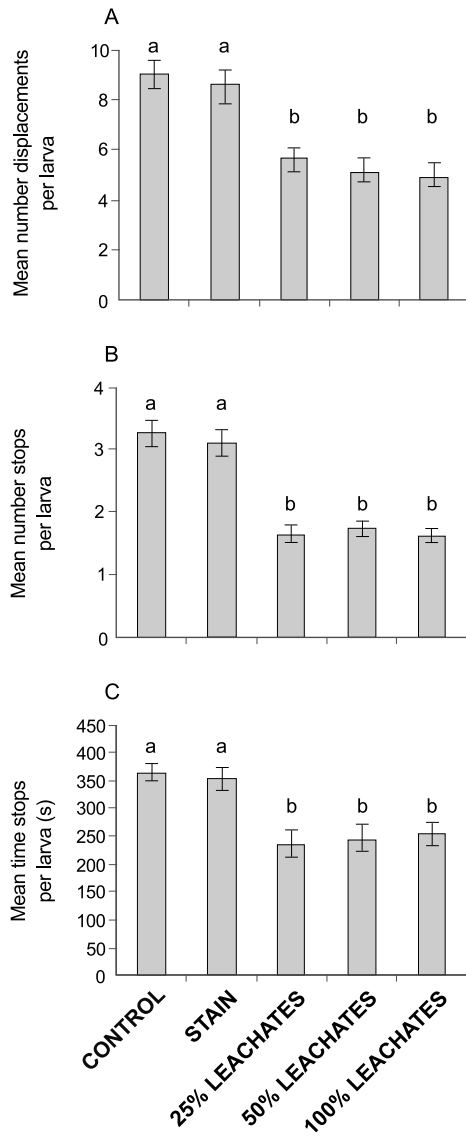 A
Mean number displacements
per larva
10
8
6
4
2
0
a
a
b
b
b
B
Mean number stops
per larva
4
3
2
1
0
a
a
b
b
b
C
Mean time stops
per larva (s)
450
400
350
300
250
200
150
100
50
0
a
a
b
b
b
CONTROL
STAIN
25% LEACHATES
50% LEACHATES
100% LEACHATES